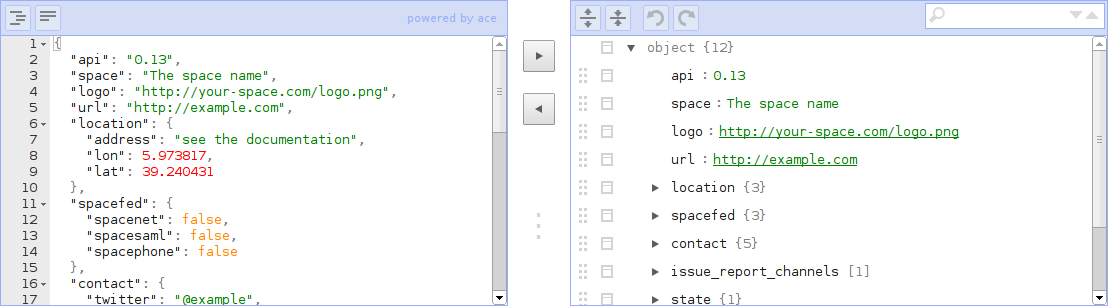 powered by ace
1 {
2 "api": "0.13",
3 "space": "The space name",
4 "logo": "http://your-space.com/logo.png",
5 "url": "http://example.com",
6 "location": {
7 "address": "see the documentation",
8 "lon": 5.973817,
9 "lat": 39.240431
10 },
11 "spacefed": {
12 "spacenet": false,
13 "spacesaml": false,
14 "spacephone": false
15 },
16 "contact": {
17 "twitter": "@example",
object {12}
api : 0.13
space : The space name
logo : http://your-space.com/logo.png
url : http://example.com
location {3}
spacefed {3}
contact {5}
issue_report_channels [1]
state {1}